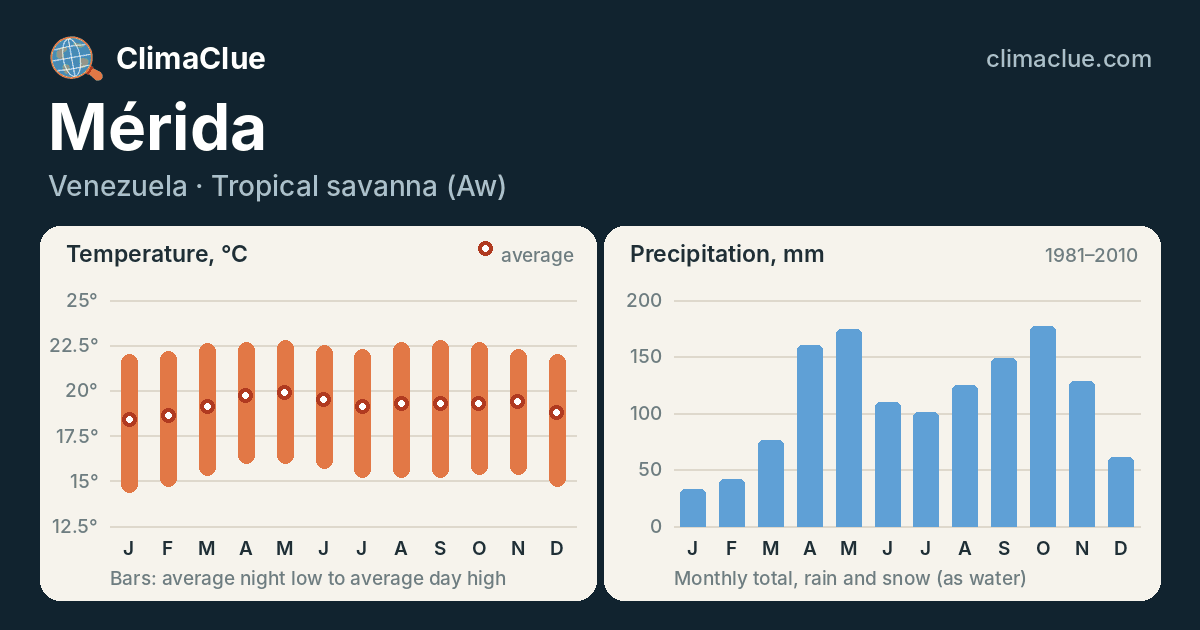 ClimaClue
climaclue.com
Mérida
Venezuela · Tropical savanna (Aw)
Temperature, °C
average
25°
22.5°
20°
17.5°
15°
12.5°
J F M A M J J A S O N D
Bars: average night low to average day high
Precipitation, mm
1981–2010
200
150
100
50
0
J F M A M J J A S O N D
Monthly total, rain and snow (as water)